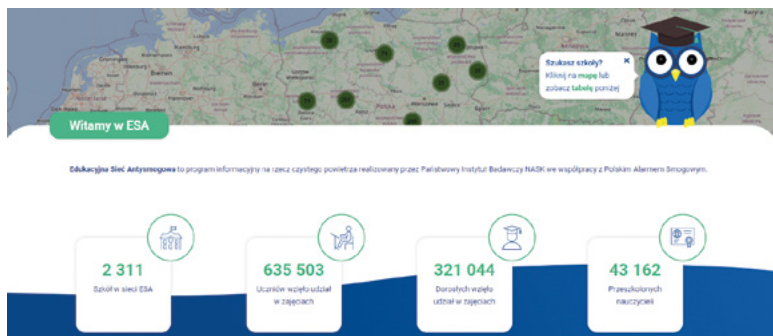 Szukasz szkoły?
Kliknij na mapę lub
zobacz tabelę poniżej
Witamy w ESA
Edukacyjna Sieć Antysmogowa to program informacyjny na rzecz czystego powietrza realizowany przez Państwowy Instytut Badawczy NASK we współpracy z Polskim Alarmem Smogowym.
2 311
Szkół w sieci ESA
635 503
Uczniów wzięło udział
w zajęciach
321 044
Dorosłych wzięło
udział w zajęciach
43 162
Przeszkolonych
nauczycieli